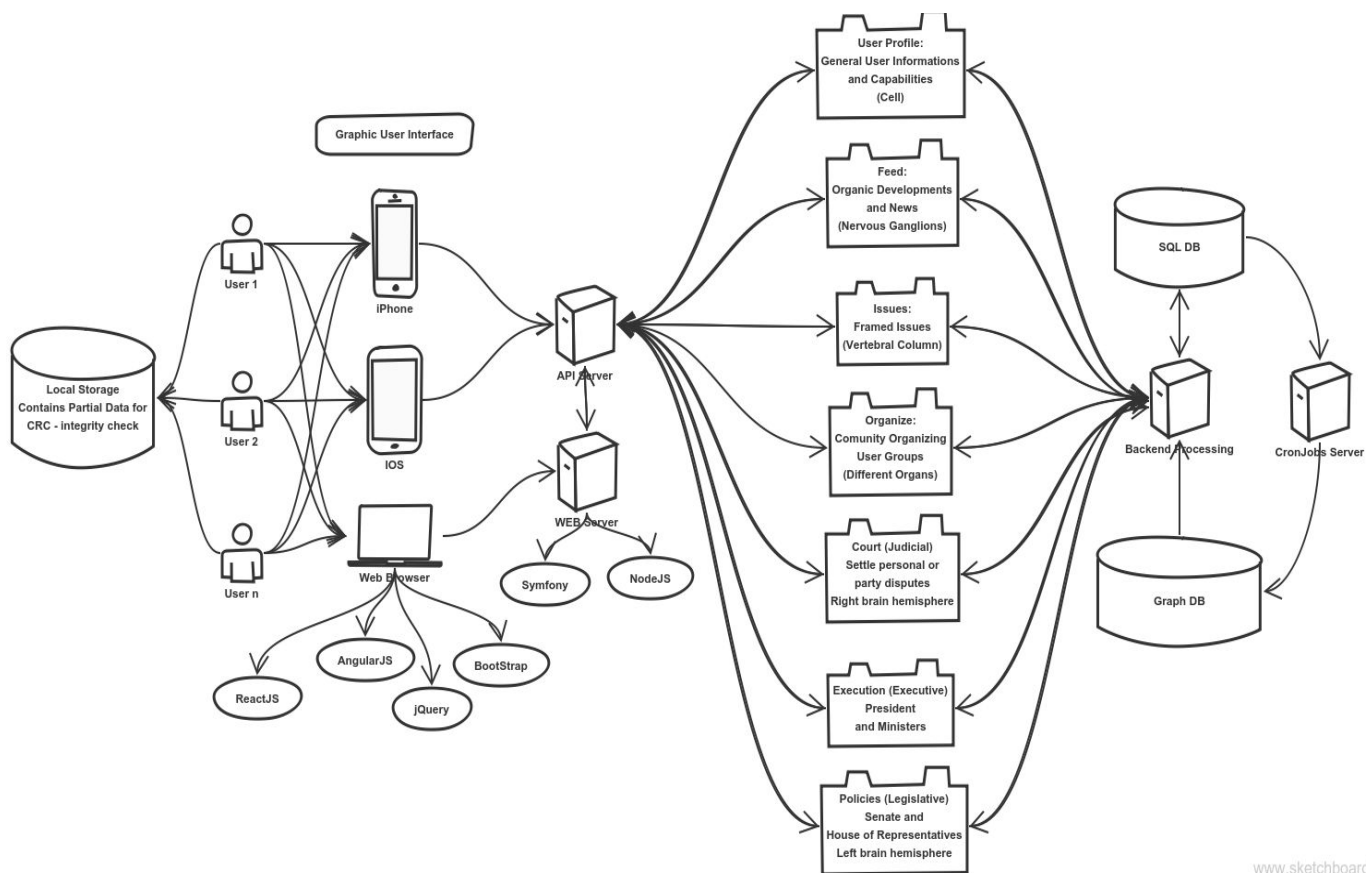 User Profile:
General User Informations
and Capabilities
(Cell)
Graphic User Interface
Feed:
Organic Developments
and News
(Nervous Ganglions)
User 1
iPhone
SQL DB
Issues:
Framed Issues
(Vertebral Column)
Local Storage
Contains Partial Data for
CRC - integrity check
API Server
User 2
IOS
Organize:
Comunity Organizing
User Groups
(Different Organs)
Backend Processing
CronJobs Server
WEB Server
User n
Web Browser
Symfony
NodeJS
Court (Judicial)
Settle personal or
party disputes
Right brain hemisphere
Graph DB
AngularJS
BootStrap
ReactJS
jQuery
Execution (Executive)
President
and Ministers
Policies (Legislative)
Senate and
House of Representatives
Left brain hemisphere
www.sketchboard